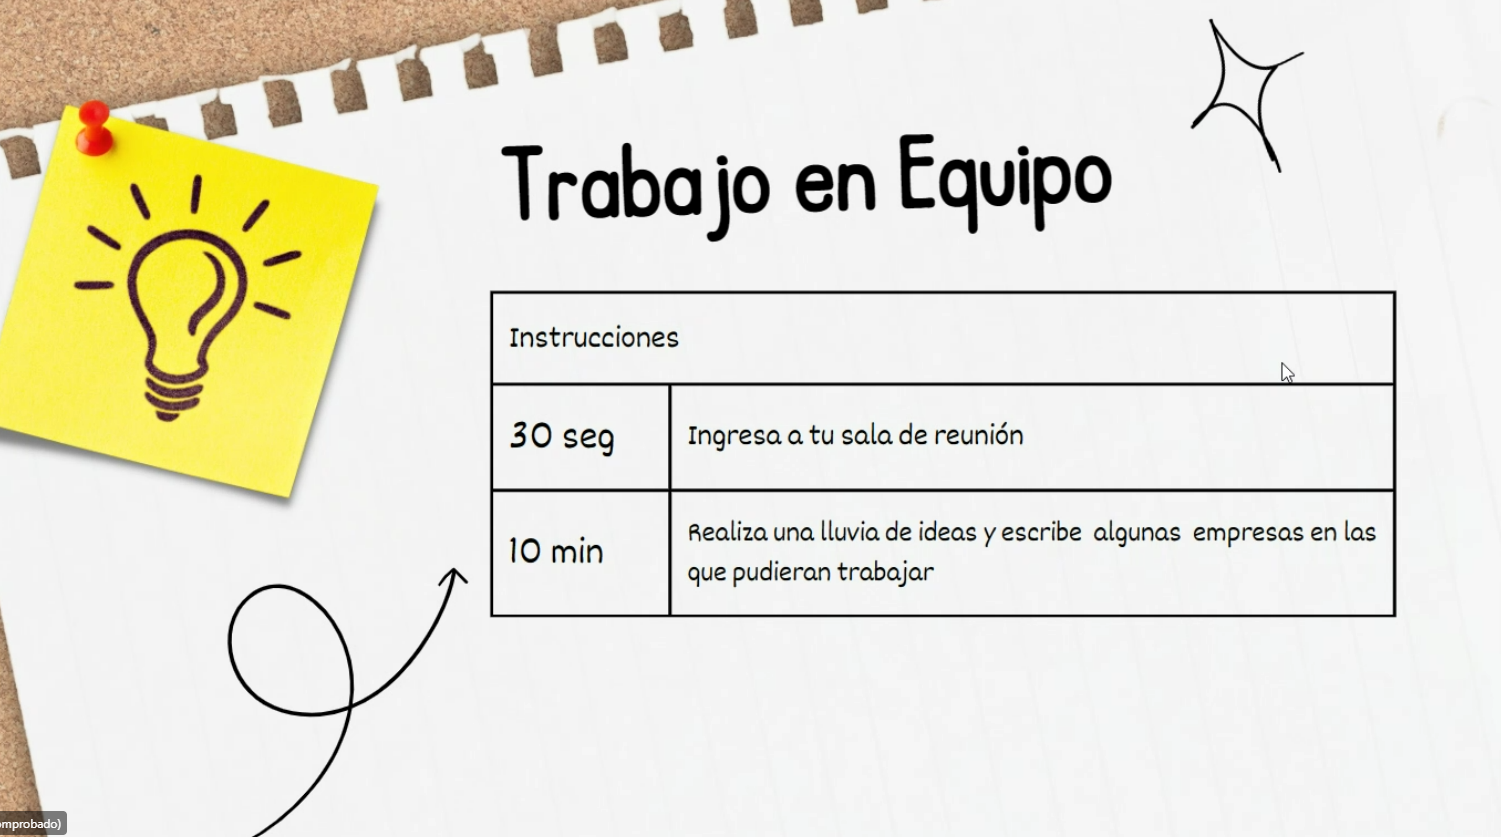 Trabajo en Equipo
Instrucciones
30 seg
Ingresa a tu sala de reunión
10 min
Realiza una lluvia de ideas y escribe algunas empresas en las
que pudieran trabajar
omprobado)